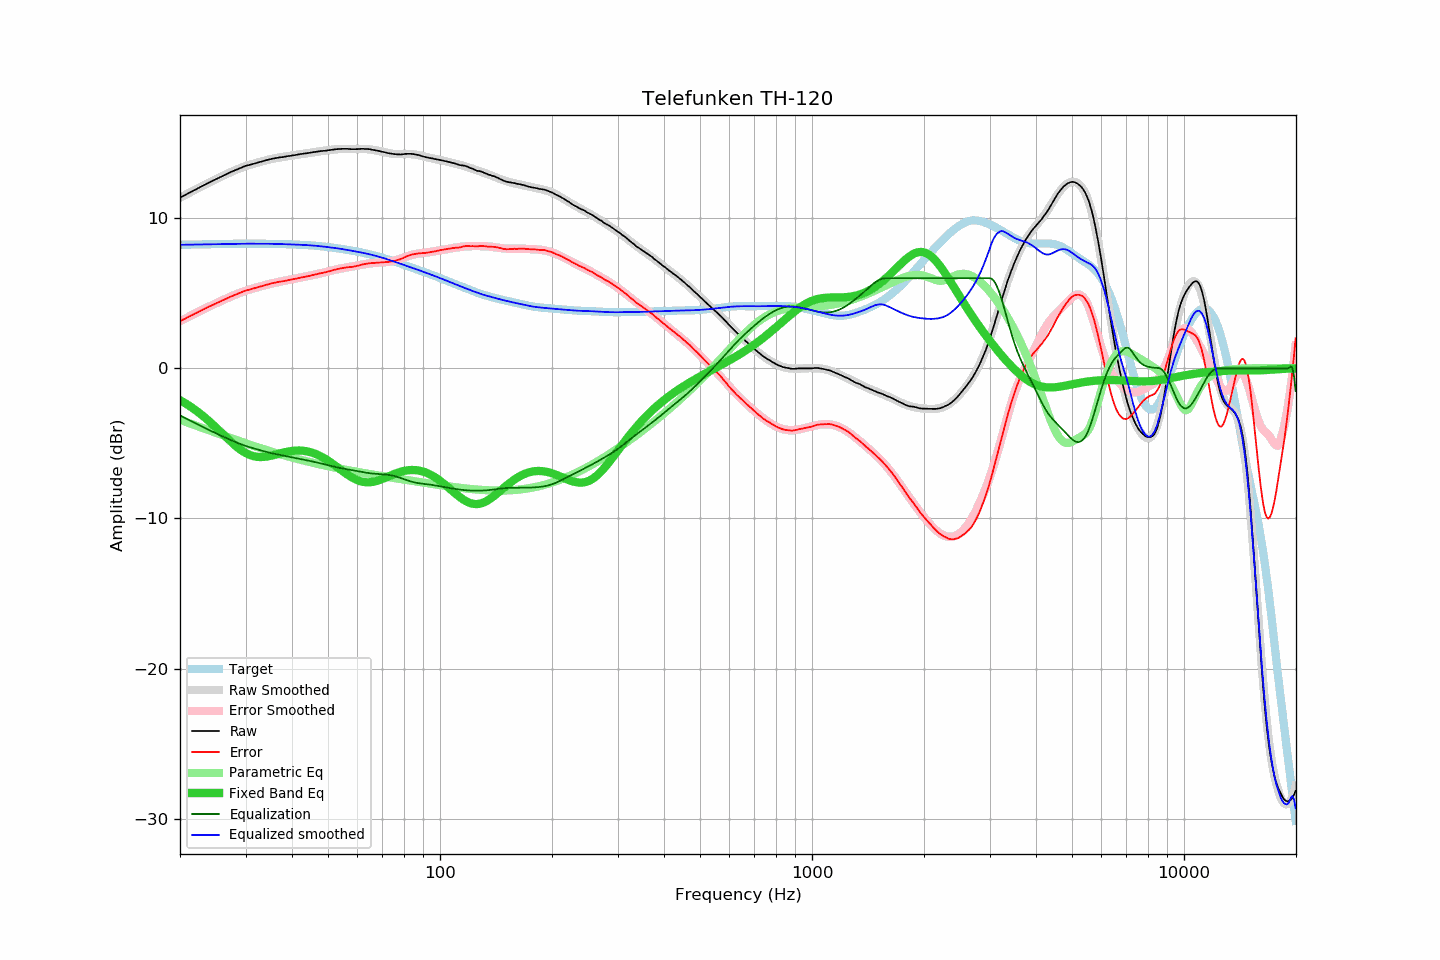 Telefunken TH-120
Amplitude (dBr)
10
0
−10
−20
−30
Target
Raw Smoothed
Error Smoothed
Raw
Error
Parametric Eq
Fixed Band Eq
Equalization
Equalized smoothed
100
1000
10000
Frequency (Hz)